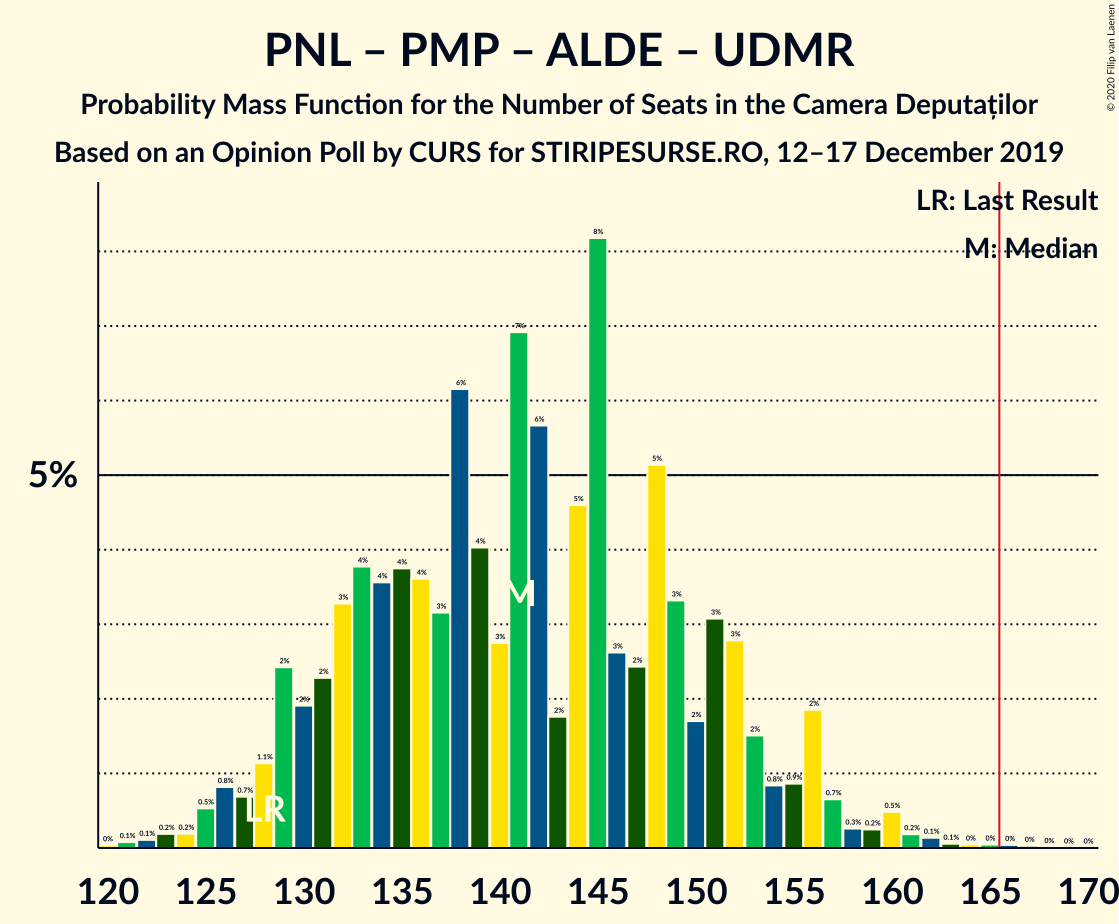 PNL – PMP – ALDE – UDMR
Probability Mass Function for the Number of Seats in the Camera Deputaților
Based on an Opinion Poll by CURS for STIRIPESURSE.RO, 12–17 December 2019
© 2020 Filip van Laenen
LR: Last Result
M: Median
5%
0% 0.1% 0.1% 0.2% 0.2% 0.5% 0.8% 0.7% 1.1% 2% 2% 2% 3% 4% 4% 4% 4% 3% 6% 4% 3% 7% 6% 2% 5% 8% 3% 2% 5% 3% 2% 3% 3% 2% 0.8% 0.9% 2% 0.7% 0.3% 0.2% 0.5% 0.2% 0.1% 0.1% 0% 0% 0% 0% 0% 0% 0%
M
LR
120 125 130 135 140 145 150 155 160 165 170